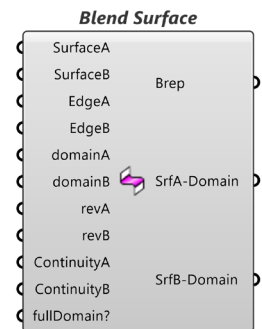 Blend Surface
SurfaceA
SurfaceB
EdgeA
EdgeB
domainA
domainB
revA
revB
ContinuityA
ContinuityB
fullDomain?
Brep
SrfA-Domain
SrfB-Domain